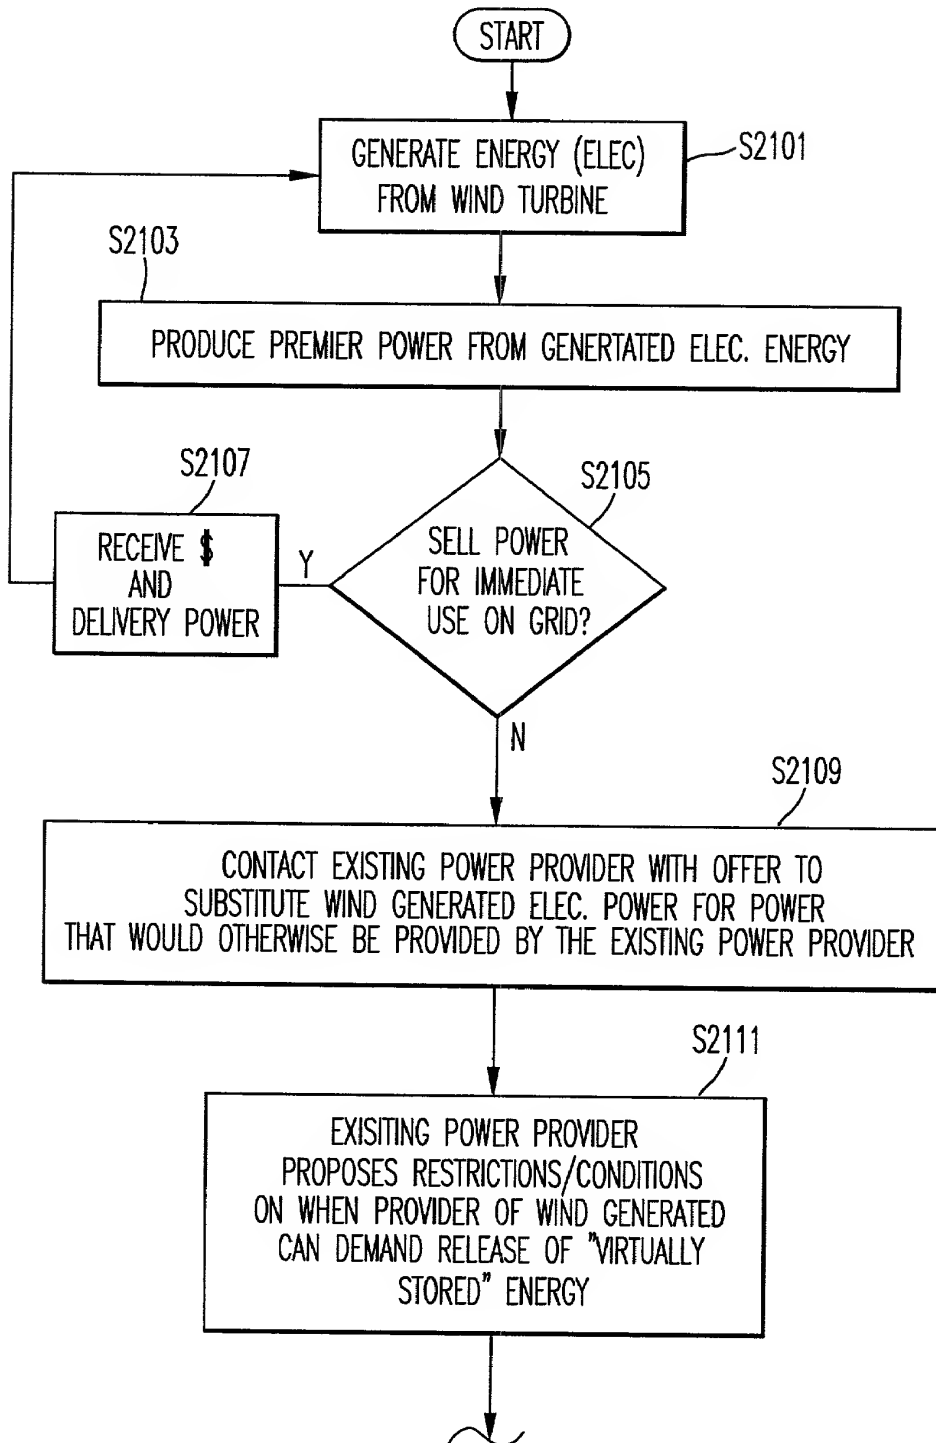 START
GENERATE ENERGY (ELEC)
FROM WIND TURBINE
S2101
S2103
PRODUCE PREMIER POWER FROM GENERTATED ELEC. ENERGY
S2107
RECEIVE $
AND
DELIVERY POWER
Y
S2105
SELL POWER
FOR IMMEDIATE
USE ON GRID?
N
S2109
CONTACT EXISTING POWER PROVIDER WITH OFFER TO
SUBSTITUTE WIND GENERATED ELEC. POWER FOR POWER
THAT WOULD OTHERWISE BE PROVIDED BY THE EXISTING POWER PROVIDER
S2111
EXISITING POWER PROVIDER
PROPOSES RESTRICTIONS/CONDITIONS
ON WHEN PROVIDER OF WIND GENERATED
CAN DEMAND RELEASE OF "VIRTUALLY
STORED" ENERGY